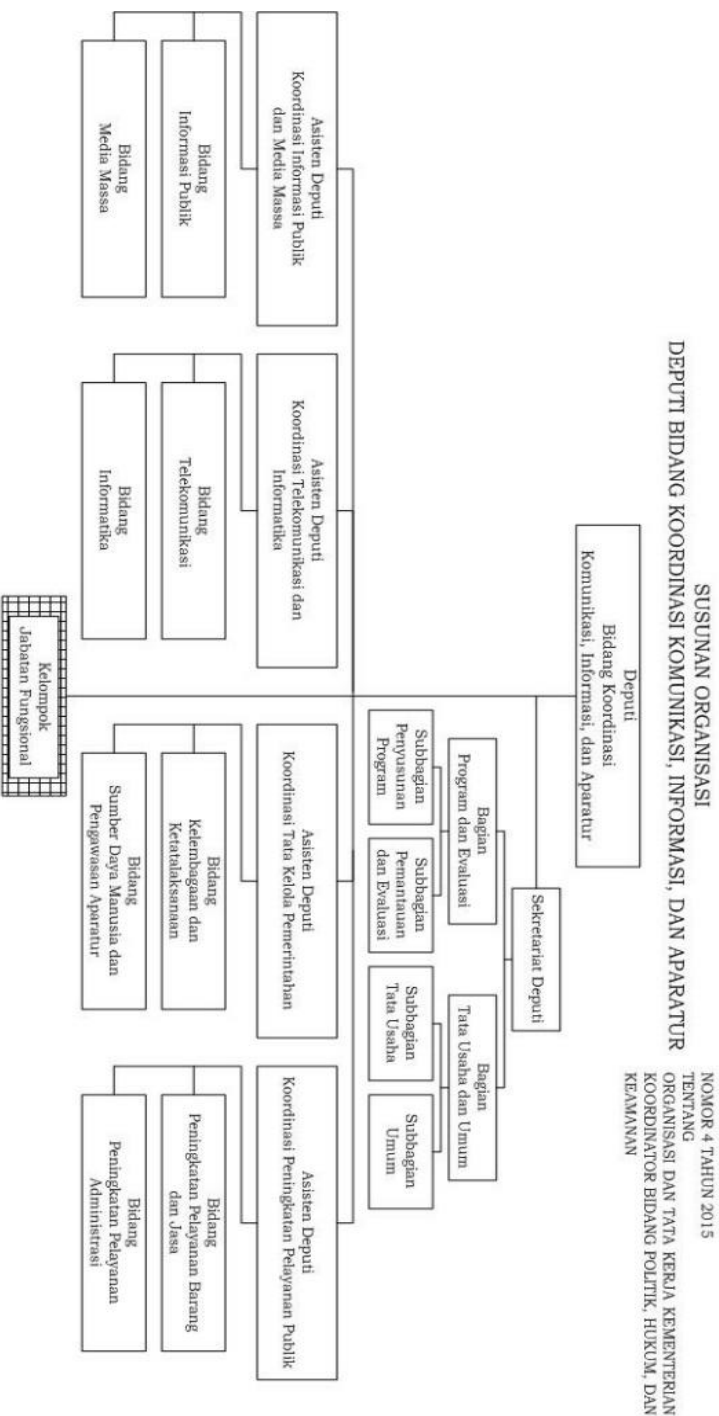 NOMOR 4 TAHUN 2015
TENTANG
ORGANISASI DAN TATA KERJA KEMENTERIAN
KOORDINATOR BIDANG POLITIK, HUKUM, DAN
KEAMANAN
SUSUNAN ORGANISASI
DEPUTI BIDANG KOORDINASI KOMUNIKASI, INFORMASI, DAN APARATUR
Deputi
Bidang Koordinasi
Komunikasi, Informasi, dan Aparatur
Sekretariat Deputi
Bagian
Program dan Evaluasi
Bagian
Tata Usaha dan Umum
Subbagian
Penyusunan
Program
Subbagian
Pemantauan
dan Evaluasi
Subbagian
Tata Usaha
Subbagian
Umum
Asisten Deputi
Koordinasi Informasi Publik
dan Media Massa
Bidang
Informasi Publik
Bidang
Media Massa
Asisten Deputi
Koordinasi Telekomunikasi dan
Informatika
Bidang
Telekomunikasi
Bidang
Informatika
Asisten Deputi
Koordinasi Tata Kelola Pemerintahan
Bidang
Kelembagaan dan
Ketatalaksanaan
Bidang
Sumber Daya Manusia dan
Pengawasan Aparatur
Asisten Deputi
Koordinasi Peningkatan Pelayanan Publik
Bidang
Peningkatan Pelayanan Barang
dan Jasa
Bidang
Peningkatan Pelayanan
Administrasi
Kelompok
Jabatan Fungsional